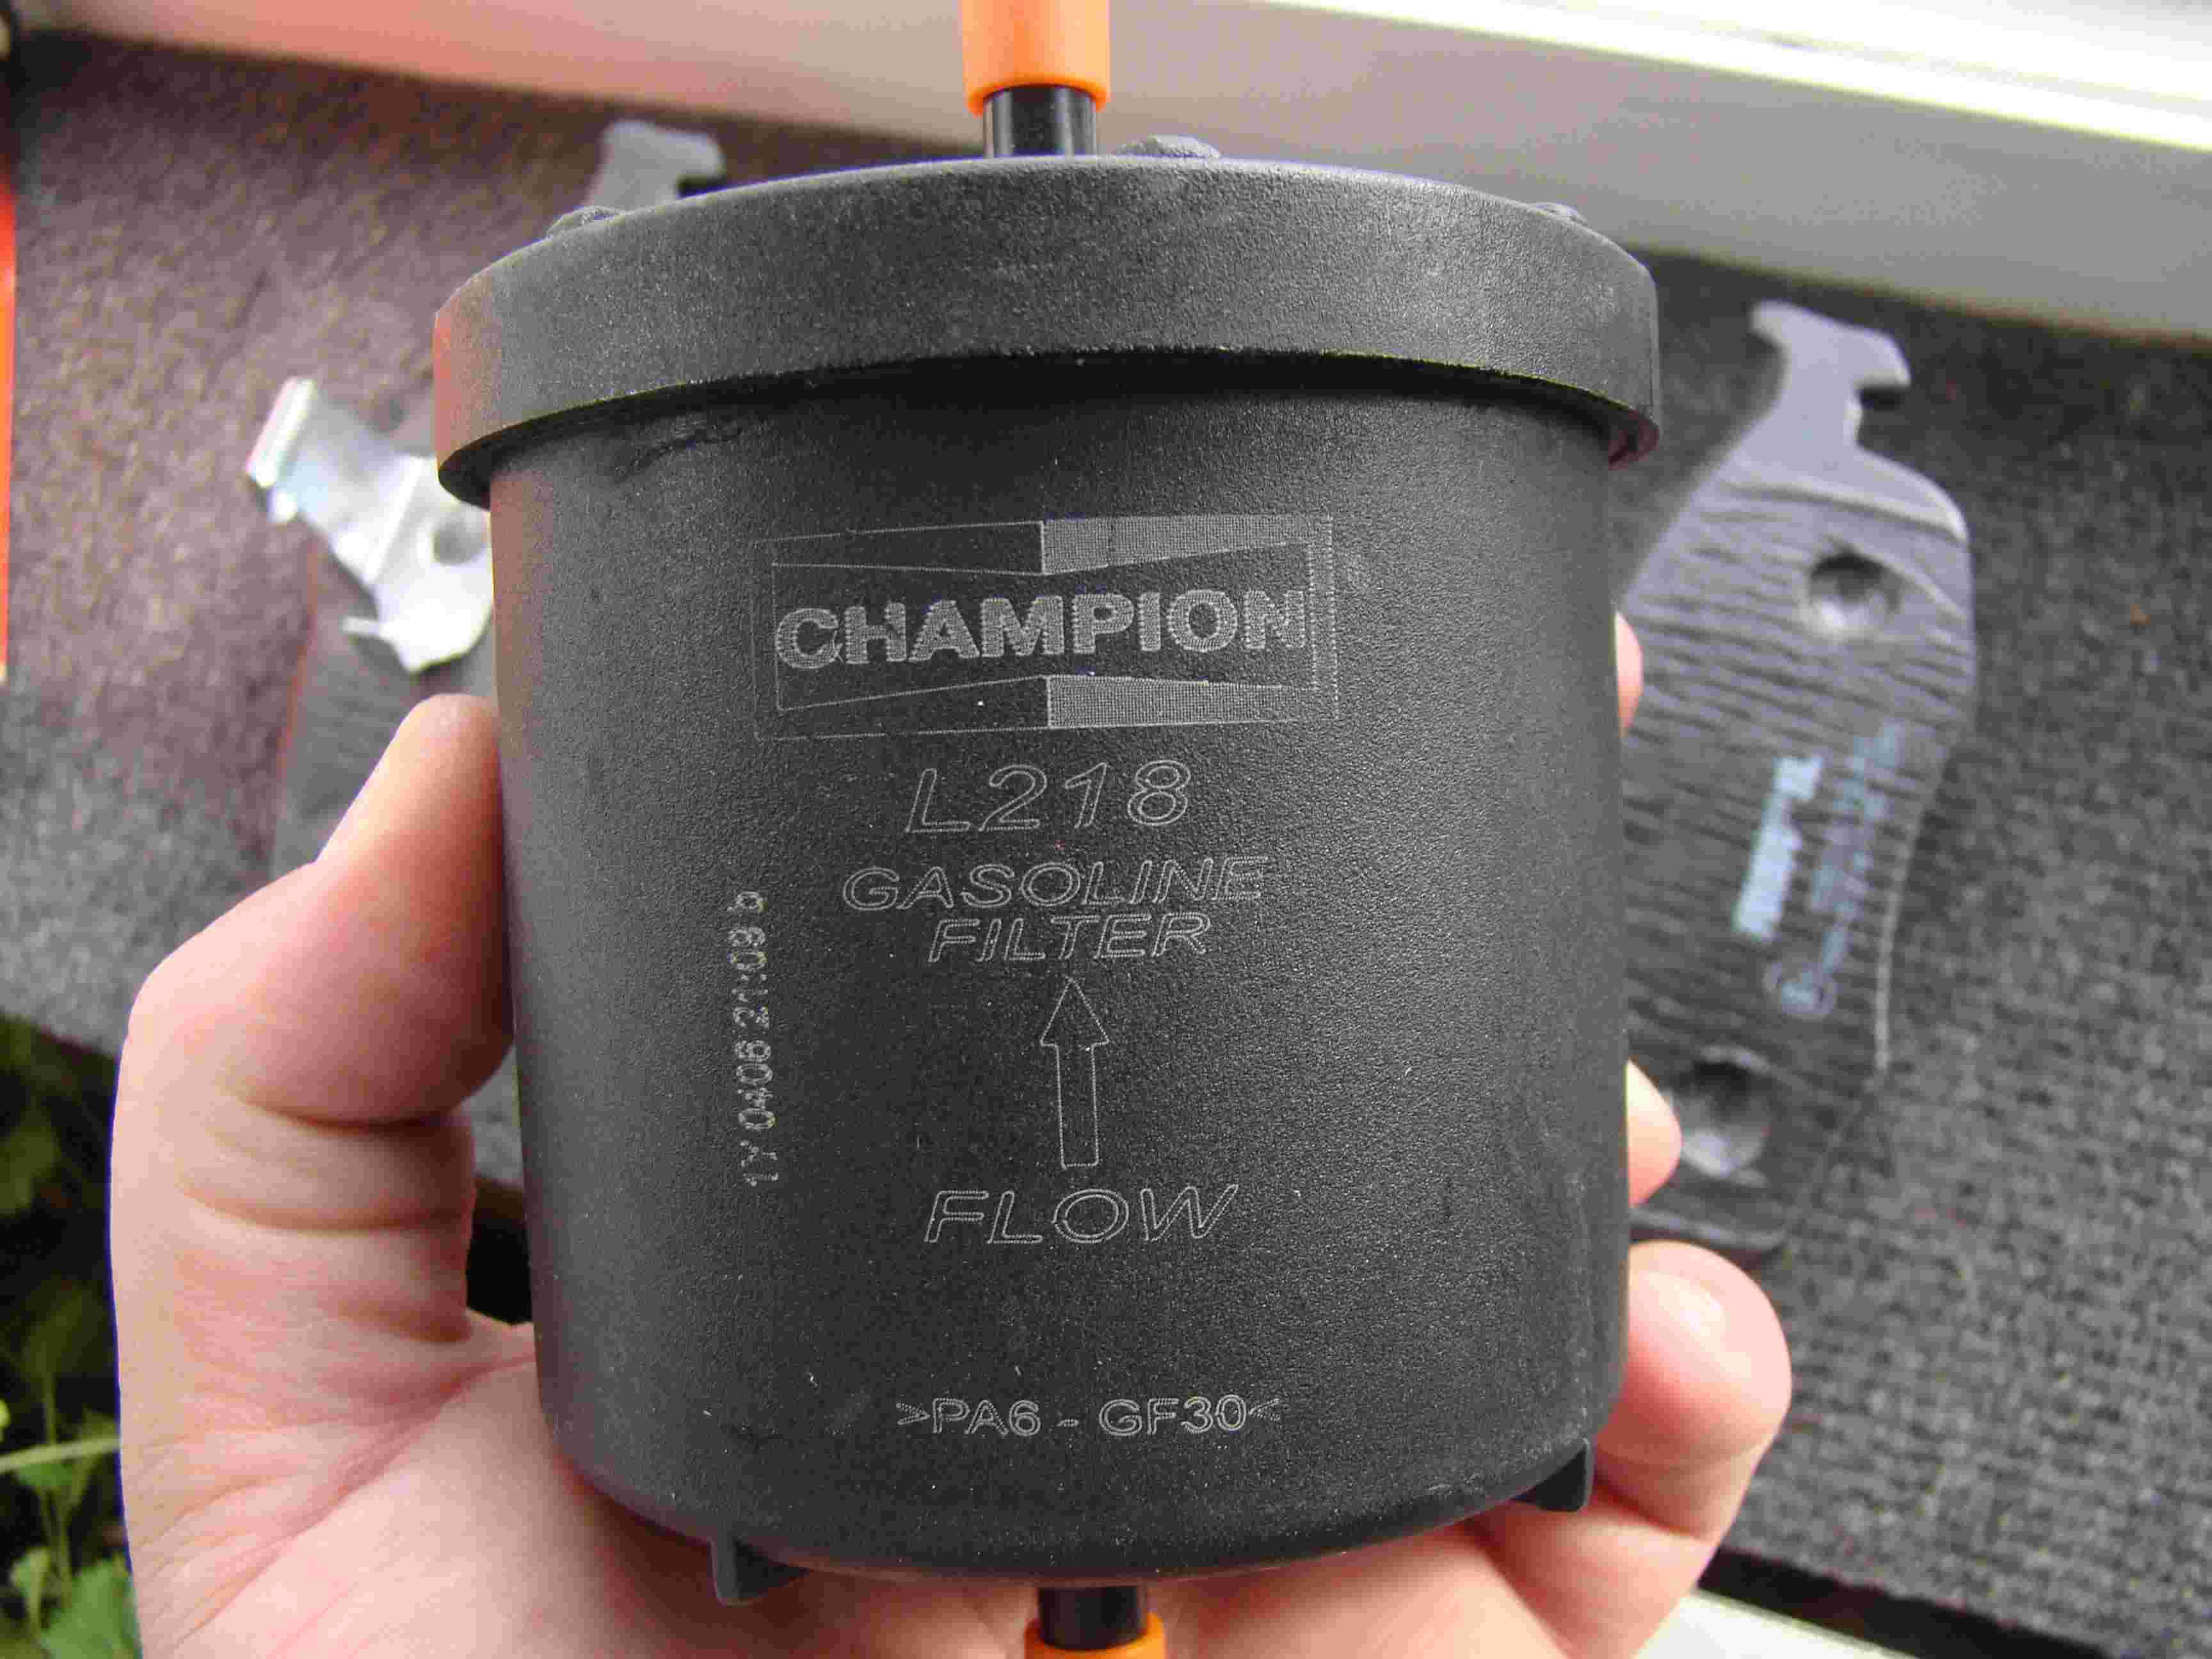 CHAMPION
L218
GASOLINE
FILTER
FLOW
>PA6 - GF30<